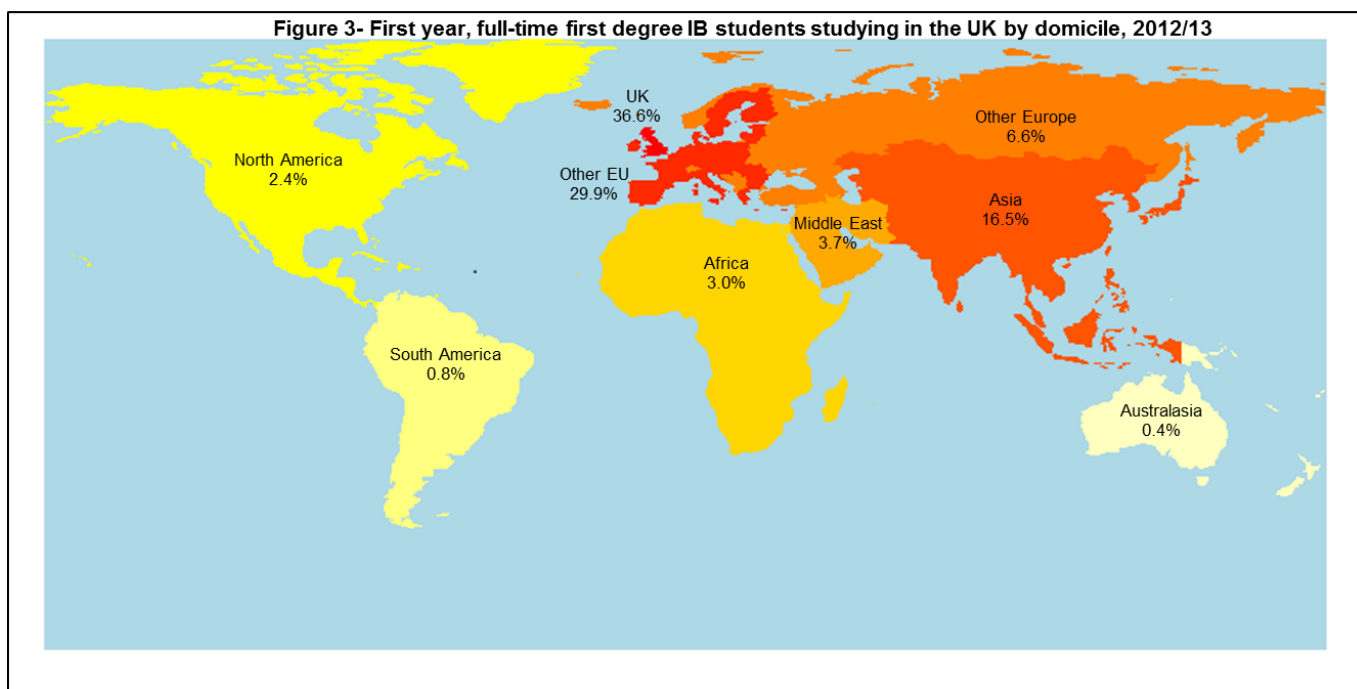 Figure 3- First year, full-time first degree IB students studying in the UK by domicile, 2012/13
UK
36.6%
Other Europe
6.6%
North America
2.4%
Other EU
29.9%
Asia
16.5%
Middle East
3.7%
Africa
3.0%
South America
0.8%
Australasia
0.4%